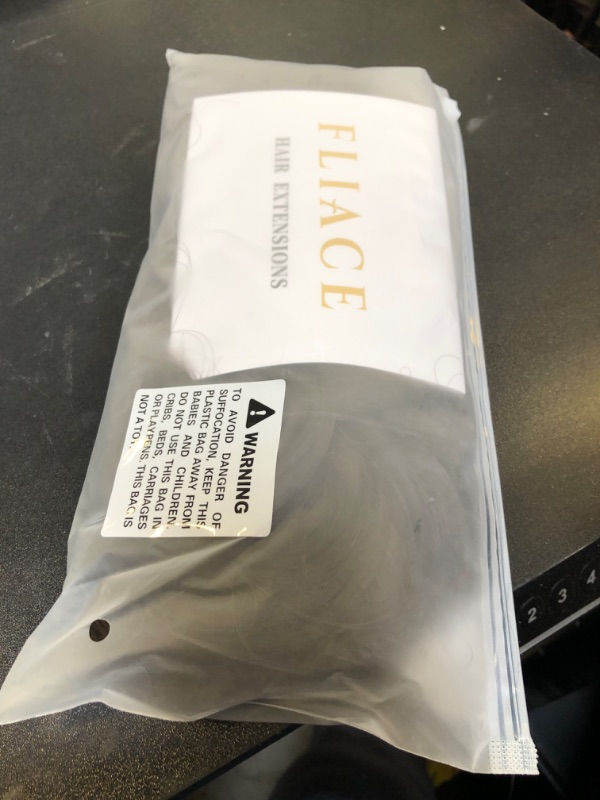 FLIACE
HAIR EXTENSIONS
WARNING
TO AVOID DANGER OF
SUFFOCATION, KEEP THIS
PLASTIC BAG AWAY FROM
BABIES AND CHILDREN.
DO NOT USE THIS BAG IN
CRIBS, BEDS, CARRIAGES
OR PLAYPENS. THIS BAG IS
NOT A TOY.
2 3 4